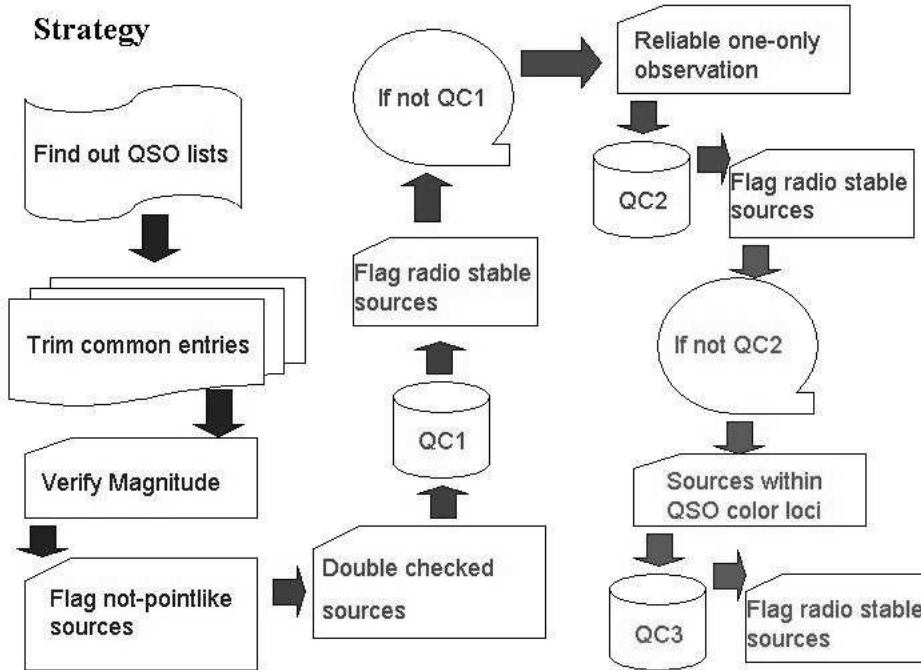 Strategy
Find out QSO lists
Trim common entries
Verify Magnitude
Flag not-pointlike
sources
Double checked
sources
QC1
Flag radio stable
sources
If not QC1
Reliable one-only
observation
QC2
Flag radio stable
sources
If not QC2
Sources within
QSO color loci
QC3
Flag radio stable
sources